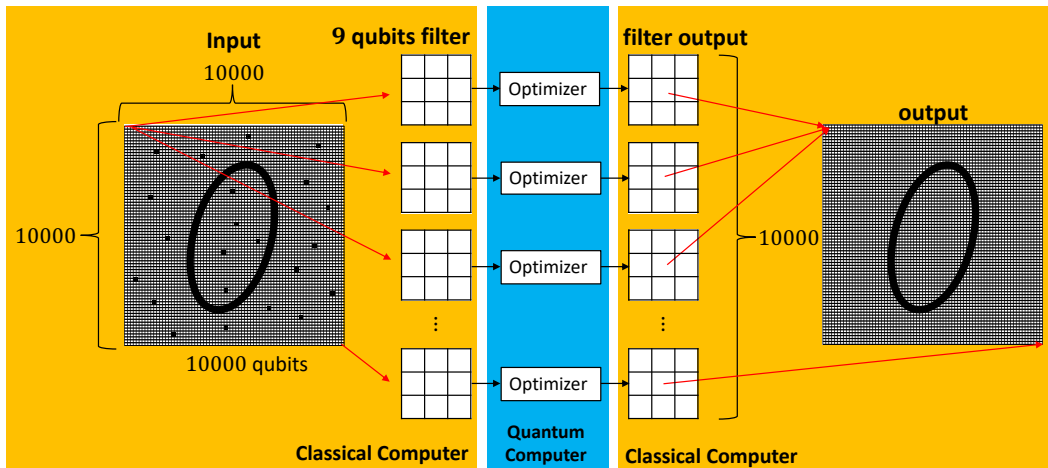 Input
10000
10000
10000 qubits
9 qubits filter
⋮
Classical Computer
Optimizer
Optimizer
Optimizer
Optimizer
Quantum
Computer
filter output
⋮
10000
Classical Computer
output